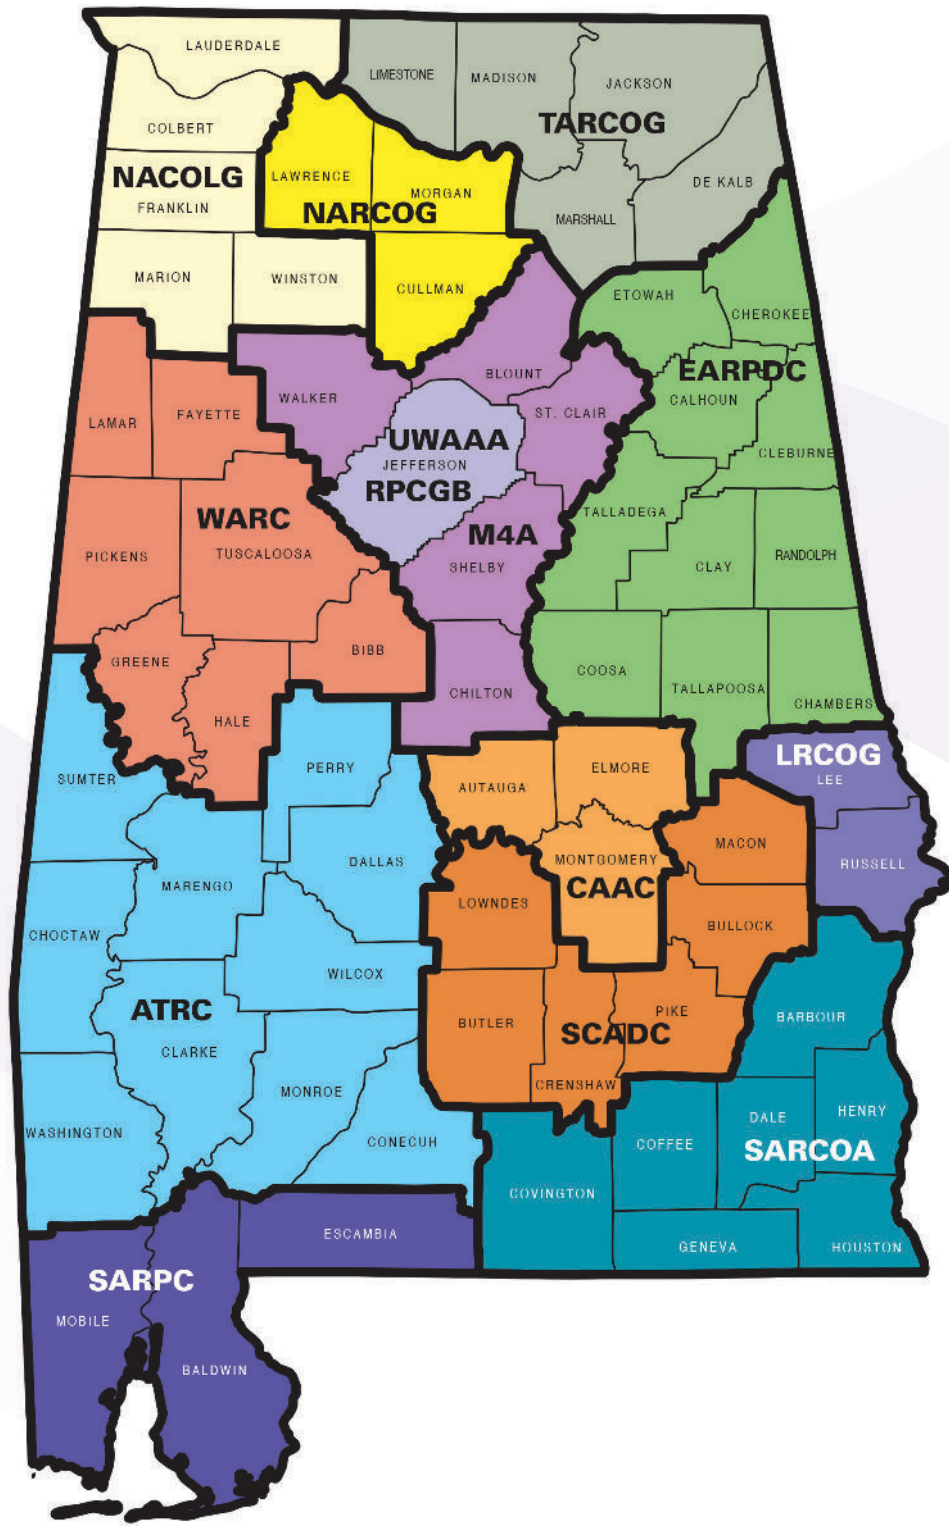 LAUDERDALE
LIMESTONE
MADISON
JACKSON
TARCOG
COLBERT
NACOLG
FRANKLIN
LAWRENCE
MORGAN
NARCOG
DE KALB
MARSHALL
MARION
WINSTON
CULLMAN
ETOWAH
CHEROKEE
EARPDC
CALHOUN
BLOUNT
WALKER
ST. CLAIR
LAMAR
FAYETTE
UWAAA
JEFFERSON
RPCGB
CLEBURNE
WARC
TUSCALOOSA
M4A
SHELBY
TALLADEGA
PICKENS
CLAY
RANDOLPH
GREENE
BIBB
COOSA
TALLAPOOSA
CHAMBERS
HALE
CHILTON
SUMTER
PERRY
AUTAUGA
ELMORE
LRCOG
LEE
MACON
DALLAS
MONTGOMERY
CAAC
RUSSELL
MARENGO
LOWNDES
BULLOCK
CHOCTAW
WILCOX
ATRC
CLARKE
BUTLER
SCADC
PIKE
BARBOUR
CRENSHAW
MONROE
WASHINGTON
CONECUH
COFFEE
DALE
HENRY
SARCOA
COVINGTON
ESCAMBIA
GENEVA
HOUSTON
SARPC
MOBILE
BALDWIN